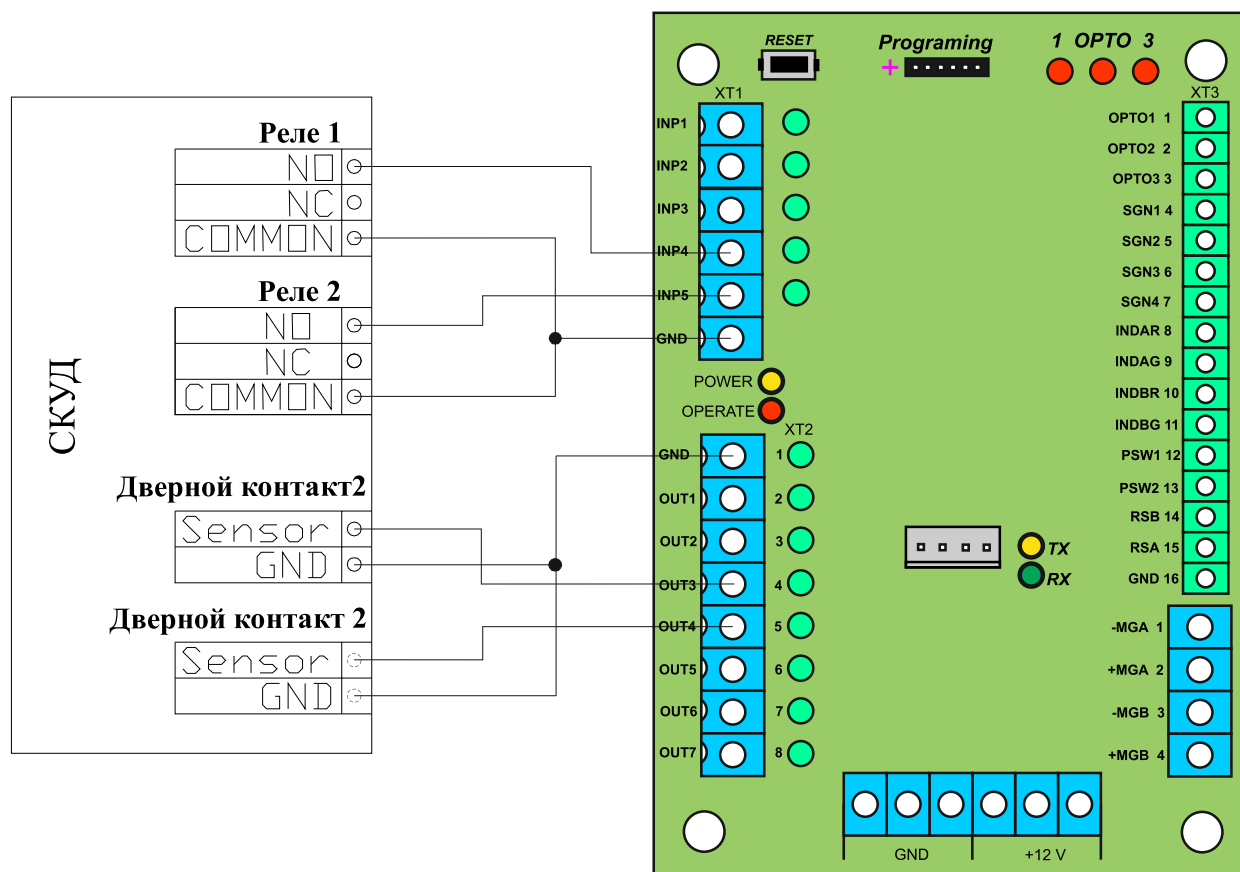 СКУД
Реле 1
NO
NC
COMMON
Реле 2
NO
NC
COMMON
Дверной контакт2
Sensor
GND
Дверной контакт 2
Sensor
GND
RESET
Programing
+
1 OPTO 3
XT1
INP1
INP2
INP3
INP4
INP5
GND
POWER
OPERATE
XT2
GND 1
OUT1 2
OUT2 3
OUT3 4
OUT4 5
OUT5 6
OUT6 7
OUT7 8
TX
RX
XT3
OPTO1 1
OPTO2 2
OPTO3 3
SGN1 4
SGN2 5
SGN3 6
SGN4 7
INDAR 8
INDAG 9
INDBR 10
INDBG 11
PSW1 12
PSW2 13
RSB 14
RSA 15
GND 16
-MGA 1
+MGA 2
-MGB 3
+MGB 4
GND
+12 V